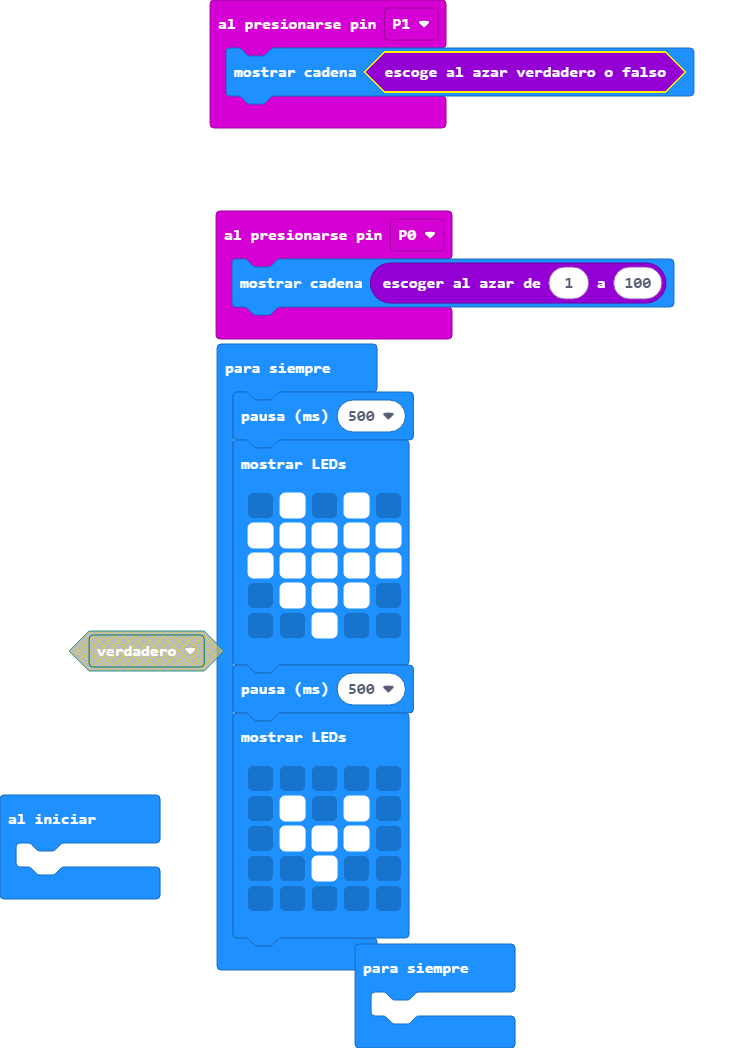 al presionarse pin P1
mostrar cadena escoge al azar verdadero o falso
al presionarse pin P0
mostrar cadena escoger al azar de 1 a 100
para siempre
pausa (ms) 500
mostrar LEDs
verdadero
pausa (ms) 500
mostrar LEDs
al iniciar
para siempre